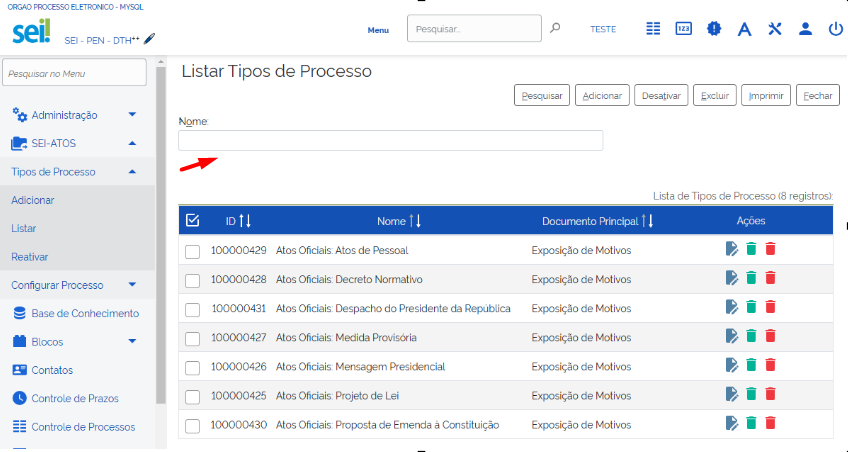 ORGAO PROCESSO ELETRONICO - MYSQL
sei!
SEI - PEN - DTH++
Menu
Pesquisar...
123
TESTE
Pesquisar no Menu
Administração
SEI-ATOS
Tipos de Processo
Adicionar
Listar
Reativar
Configurar Processo
Base de Conhecimento
Blocos
Contatos
Controle de Prazos
Controle de Processos
Listar Tipos de Processo
Pesquisar Adicionar Desativar Excluir Imprimir Fechar
Nome:
Lista de Tipos de Processo (8 registros):
ID Nome Documento Principal Ações
100000429 Atos Oficiais: Atos de Pessoal Exposição de Motivos
100000428 Atos Oficiais: Decreto Normativo Exposição de Motivos
100000431 Atos Oficiais: Despacho do Presidente da República Exposição de Motivos
100000427 Atos Oficiais: Medida Provisória Exposição de Motivos
100000426 Atos Oficiais: Mensagem Presidencial Exposição de Motivos
100000425 Atos Oficiais: Projeto de Lei Exposição de Motivos
100000430 Atos Oficiais: Proposta de Emenda à Constituição Exposição de Motivos